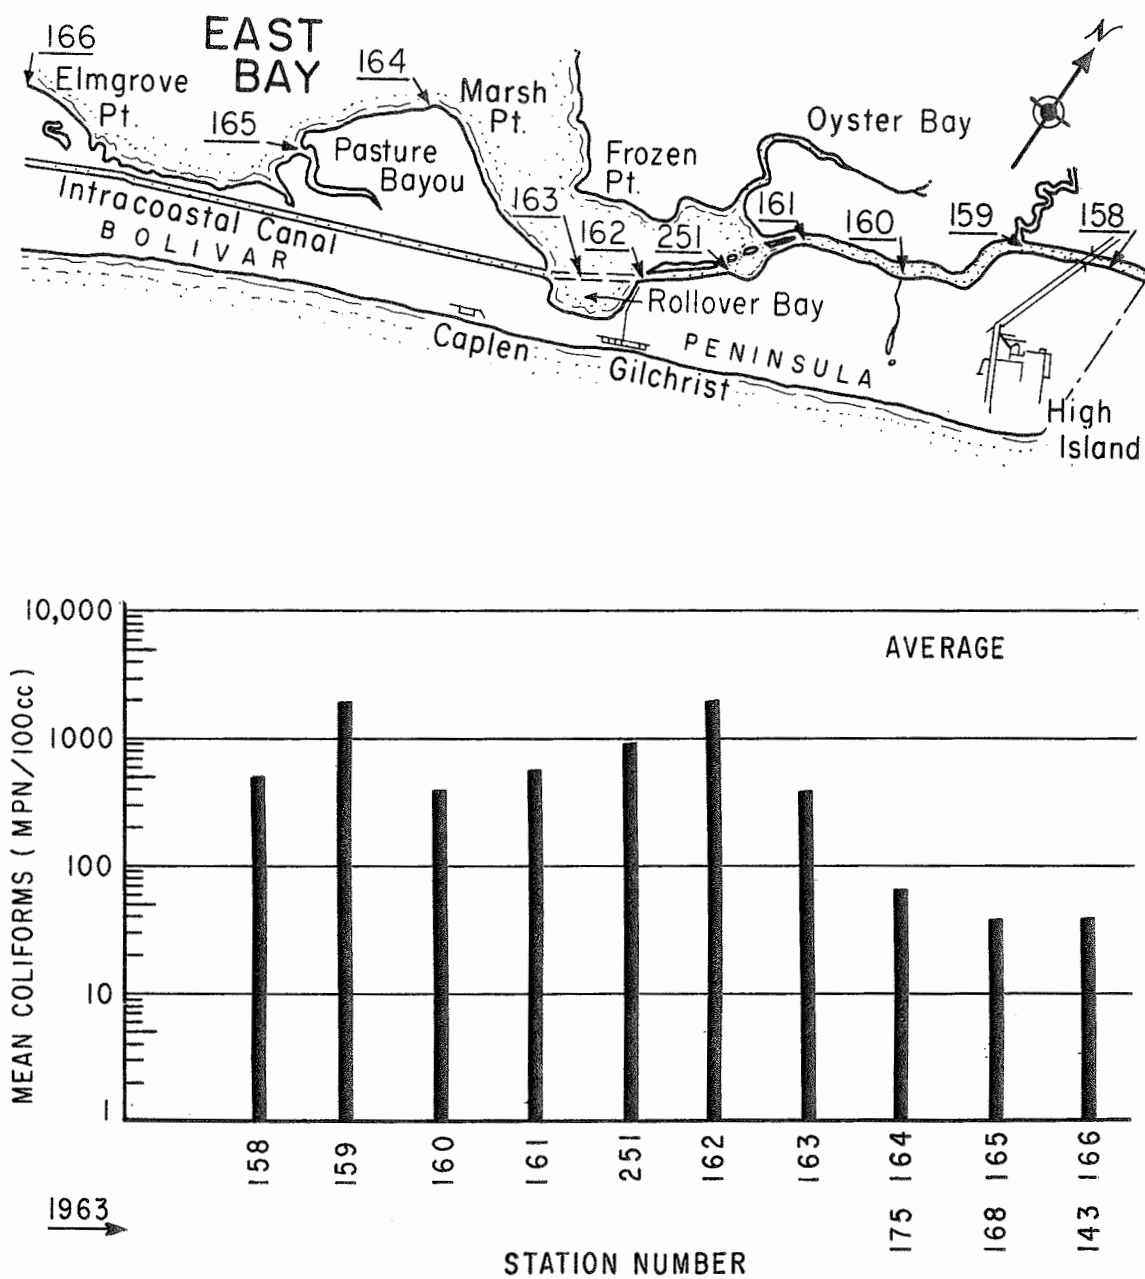 EAST
BAY
166
Elmgrove
Pt.
164
Marsh
Pt.
N
165
Pasture
Bayou
Frozen
Pt.
Oyster Bay
Intracoastal Canal
BOLIVAR
163
162
251
161
160
159
158
Rollover Bay
Caplen
Gilchrist
PENINSULA
High
Island
AVERAGE
MEAN COLIFORMS (MPN/100cc)
10,000
1000
100
10
1
158
159
160
161
251
162
163
164
165
166
1963
175
168
143
STATION NUMBER